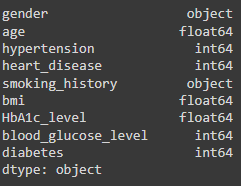 gender object
age float64
hypertension int64
heart_disease int64
smoking_history object
bmi float64
HbA1c_level float64
blood_glucose_level int64
diabetes int64
dtype: object